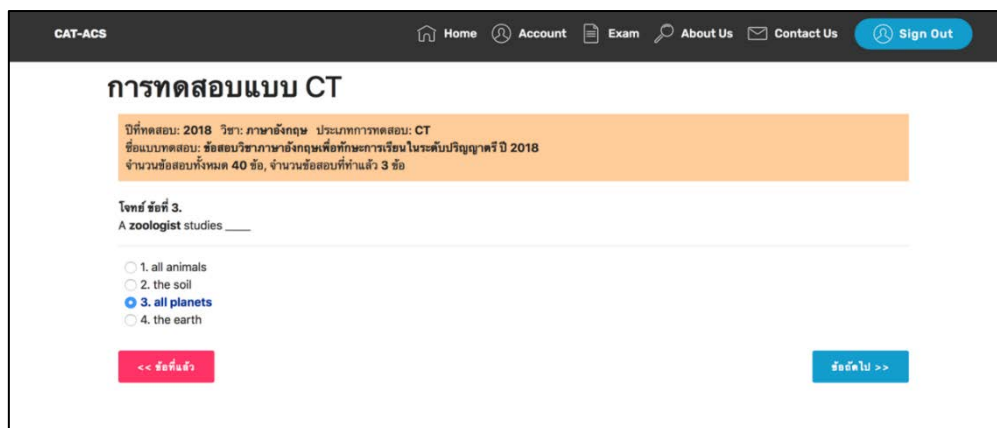 CAT-ACS Home Account Exam About Us Contact Us Sign Out
การทดสอบแบบ CT
ปีที่ทดสอบ: 2018 วิชา: ภาษาอังกฤษ ประเภทการทดสอบ: CT
ชื่อแบบทดสอบ: ข้อสอบวิชาภาษาอังกฤษเพื่อทักษะการเรียนในระดับปริญญาตรี ปี 2018
จำนวนข้อสอบทั้งหมด 40 ข้อ, จำนวนข้อสอบที่ทำแล้ว 3 ข้อ
โจทย์ ข้อที่ 3.
A zoologist studies ____
1. all animals
2. the soil
3. all planets
4. the earth
<< ข้อที่แล้ว ข้อถัดไป >>